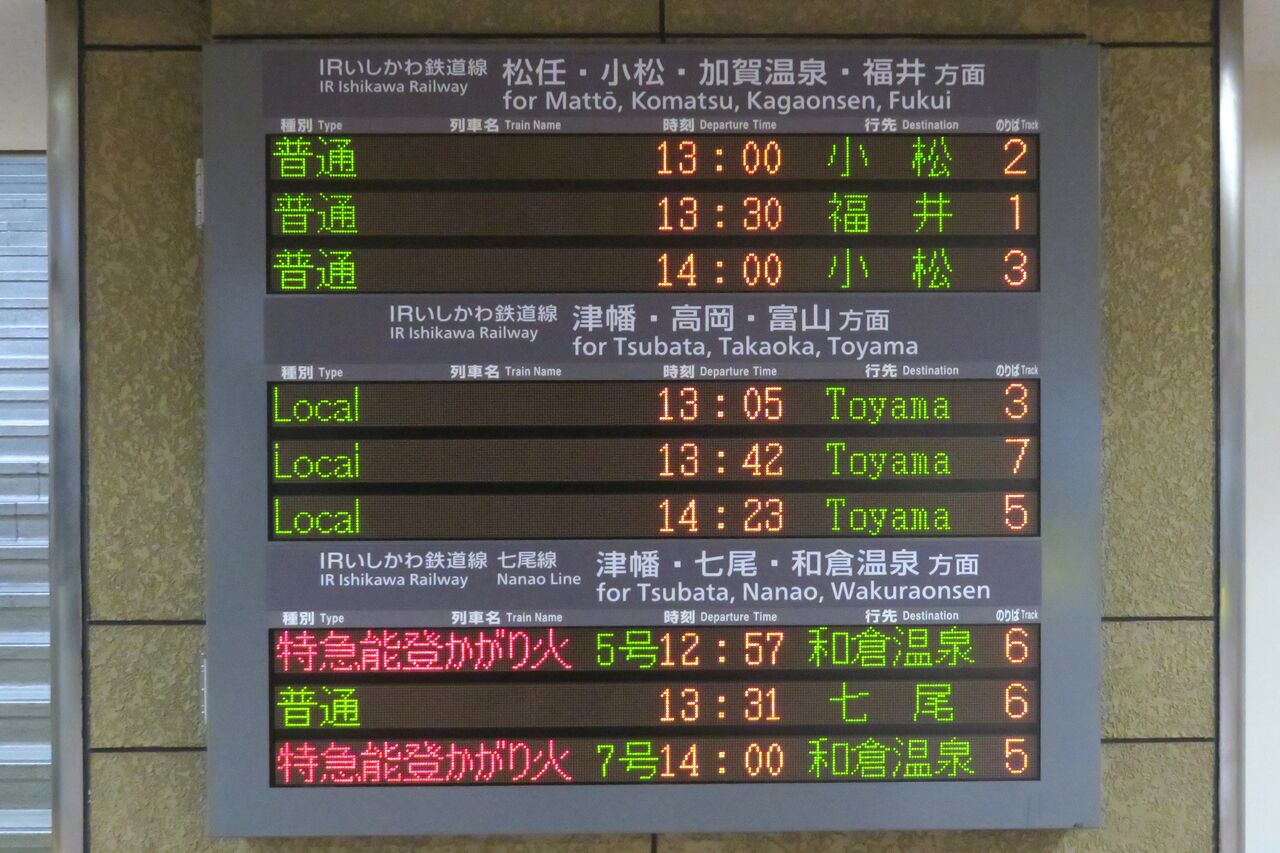 IRいしかわ鉄道線 松任・小松・加賀温泉・福井 方面
IR Ishikawa Railway for Mattō, Komatsu, Kagaonsen, Fukui
種別 Type 列車名 Train Name 時刻 Departure Time 行先 Destination のりば Track
普通 13:00 小松 2
普通 13:30 福井 1
普通 14:00 小松 3
IRいしかわ鉄道線 津幡・高岡・富山 方面
IR Ishikawa Railway for Tsubata, Takaoka, Toyama
種別 Type 列車名 Train Name 時刻 Departure Time 行先 Destination のりば Track
Local 13:05 Toyama 3
Local 13:42 Toyama 7
Local 14:23 Toyama 5
IRいしかわ鉄道線 七尾線 津幡・七尾・和倉温泉 方面
IR Ishikawa Railway Nanao Line for Tsubata, Nanao, Wakuraonsen
種別 Type 列車名 Train Name 時刻 Departure Time 行先 Destination のりば Track
特急能登かがり火 5号 12:57 和倉温泉 6
普通 13:31 七尾 6
特急能登かがり火 7号 14:00 和倉温泉 5